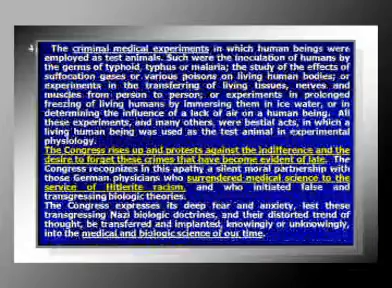 The criminal medical experiments in which human beings were
employed as test animals. Such were the inoculation of humans by
the germs of typhoid, typhus or malaria; the study of the effects of
suffocation gases or various poisons on living human bodies; or
experiments in the transferring of living tissues, nerves and
muscles from person to person; or experiments in prolonged
freezing of living humans by immersing them in ice water, or in
determining the influence of a lack of air on a human being. All
these experiments, and many others, were bestial acts, in which a
living human being was used as the test animal in experimental
physiology.
The Congress rises up and protests against the indifference and the
desire to forget these crimes that have become evident of late. The
Congress recognizes in this apathy a silent moral partnership with
those German physicians who surrendered medical science to the
service of Hitlerite racism, and who initiated false and
transgressing biologic theories.
The Congress expresses its deep fear and anxiety, lest these
transgressing Nazi biologic doctrines, and their distorted trend of
thought, be transferred and implanted, knowingly or unknowingly,
into the medical and biologic science of our time.